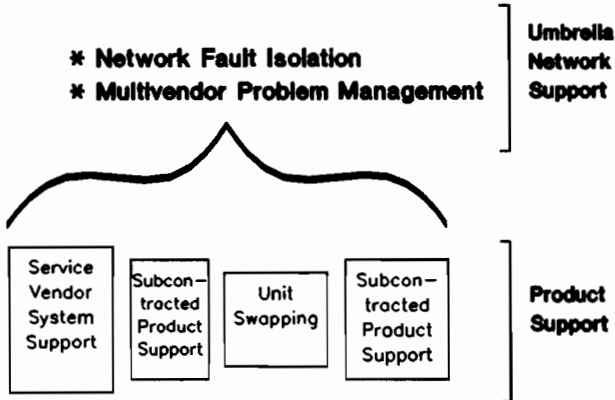 * Network Fault Isolation
* Multivendor Problem Management
Umbrella
Network
Support
Service
Vendor
System
Support
Subcon-
tracted
Product
Support
Unit
Swapping
Subcon-
tracted
Product
Support
Product
Support